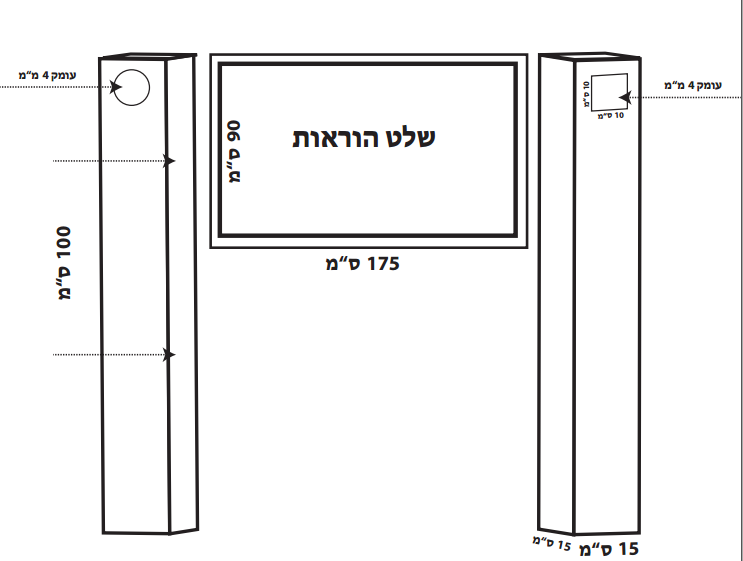 עומק 4 מ"מ
עומק 4 מ"מ
10 ס"מ
10 ס"מ
שלט הוראות
90 ס"מ
100 ס"מ
175 ס"מ
15 ס"מ
15 ס"מ